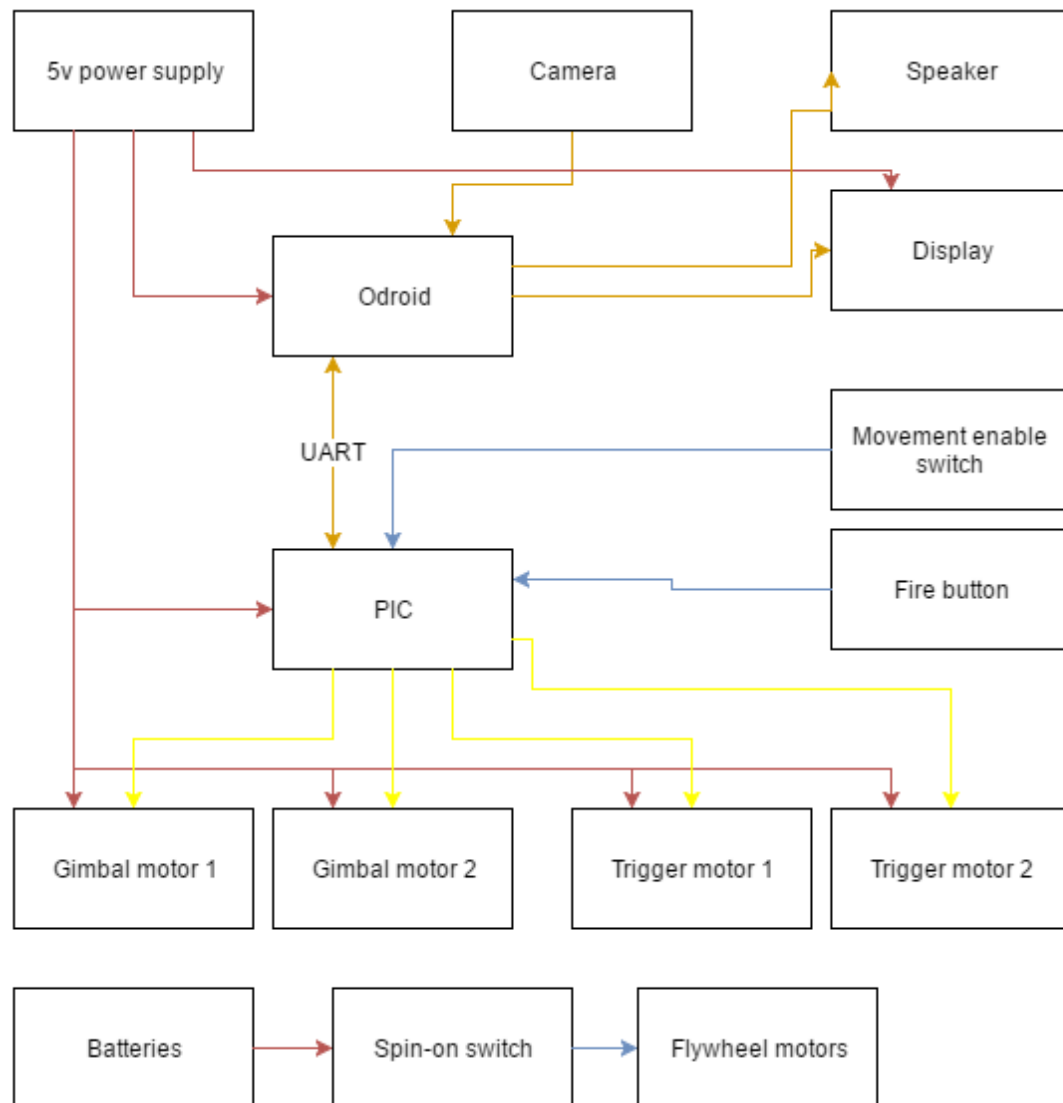 5v power supply
Camera
Speaker
Display
Odroid
UART
Movement enable
switch
Fire button
PIC
Gimbal motor 1
Gimbal motor 2
Trigger motor 1
Trigger motor 2
Batteries
Spin-on switch
Flywheel motors